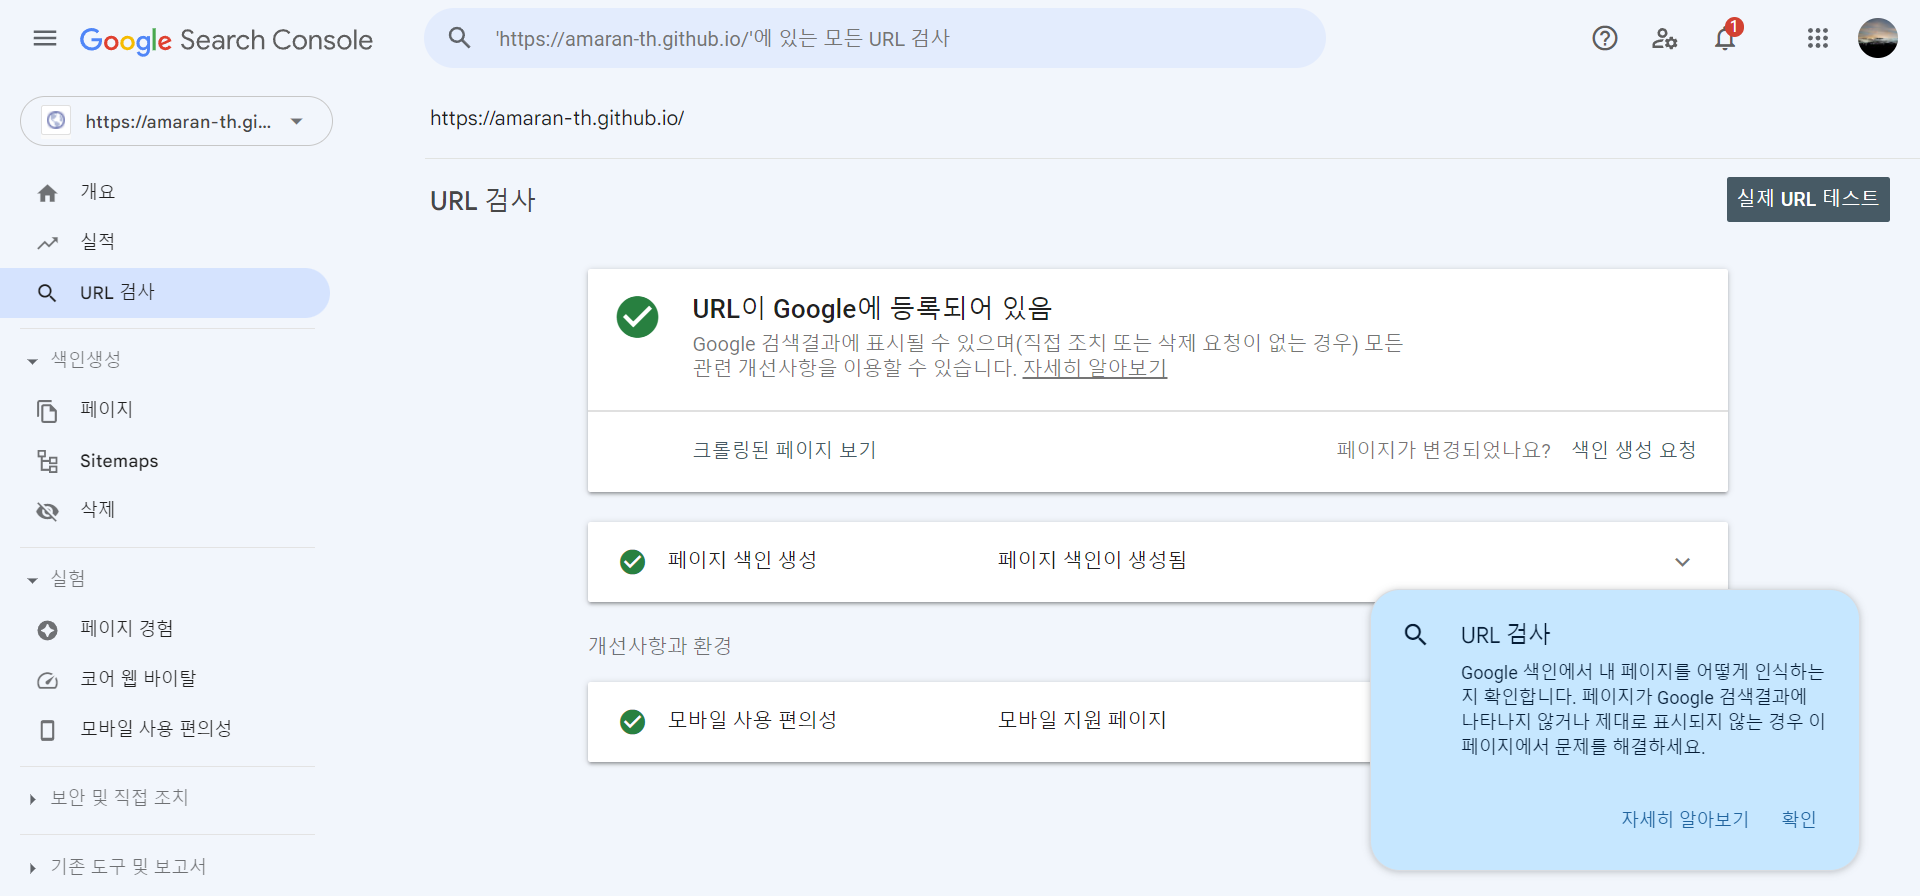 Google Search Console
'https://amaran-th.github.io/'에 있는 모든 URL 검사
1
https://amaran-th.gi...
https://amaran-th.github.io/
개요
실적
URL 검사
색인생성
페이지
Sitemaps
삭제
실험
페이지 경험
코어 웹 바이탈
모바일 사용 편의성
보안 및 직접 조치
기존 도구 및 보고서
URL 검사
실제 URL 테스트
URL이 Google에 등록되어 있음
Google 검색결과에 표시될 수 있으며(직접 조치 또는 삭제 요청이 없는 경우) 모든
관련 개선사항을 이용할 수 있습니다. 자세히 알아보기
크롤링된 페이지 보기
페이지가 변경되었나요? 색인 생성 요청
페이지 색인 생성 페이지 색인이 생성됨
개선사항과 환경
모바일 사용 편의성 모바일 지원 페이지
URL 검사
Google 색인에서 내 페이지를 어떻게 인식하는
지 확인합니다. 페이지가 Google 검색결과에
나타나지 않거나 제대로 표시되지 않는 경우 이
페이지에서 문제를 해결하세요.
자세히 알아보기 확인